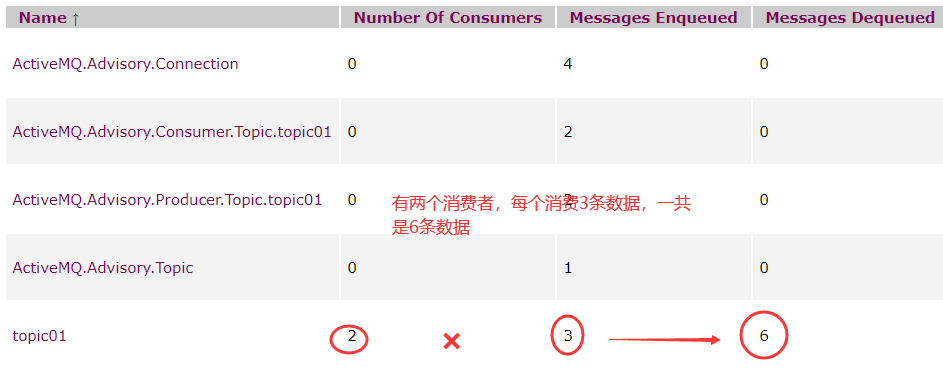 Name ↑ Number Of Consumers Messages Enqueued Messages Dequeued
ActiveMQ.Advisory.Connection 0 4 0
ActiveMQ.Advisory.Consumer.Topic.topic01 0 2 0
ActiveMQ.Advisory.Producer.Topic.topic01 0 2 0
有两个消费者，每个消费3条数据，一共
是6条数据
ActiveMQ.Advisory.Topic 0 1 0
topic01 2 × 3 6